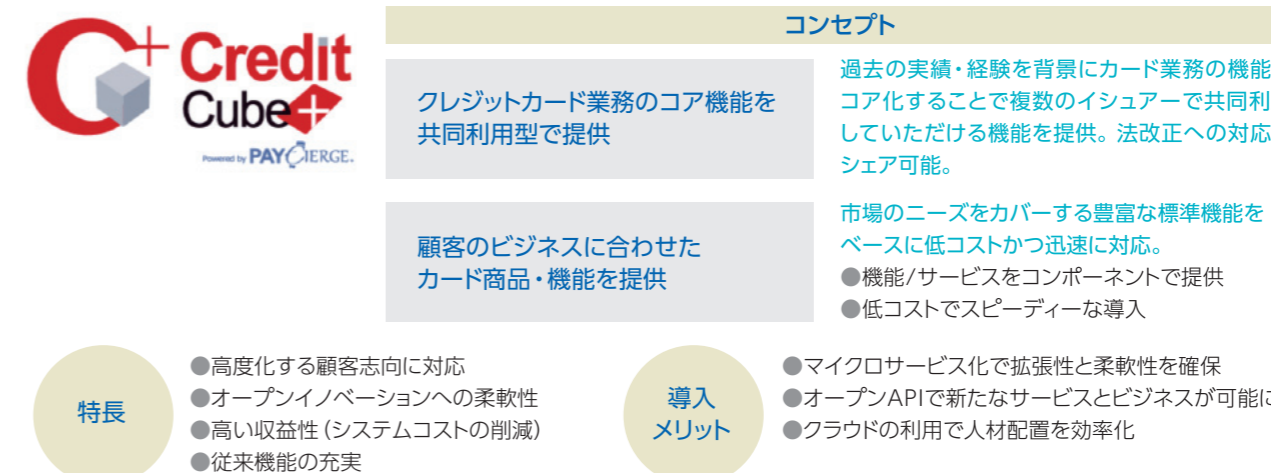 Credit
Cube
Powered by PAYCIERGE.
コンセプト
クレジットカード業務のコア機能を
共同利用型で提供
過去の実績・経験を背景にカード業務の機能
コア化することで複数のイシュアーで共同利
していただける機能を提供。法改正への対応
シェア可能。
顧客のビジネスに合わせた
カード商品・機能を提供
市場のニーズをカバーする豊富な標準機能を
ベースに低コストかつ迅速に対応。
●機能/サービスをコンポーネントで提供
●低コストでスピーディーな導入
特長
●高度化する顧客志向に対応
●オープンイノベーションへの柔軟性
●高い収益性(システムコストの削減)
●従来機能の充実
導入
メリット
●マイクロサービス化で拡張性と柔軟性を確保
●オープンAPIで新たなサービスとビジネスが可能に
●クラウドの利用で人材配置を効率化